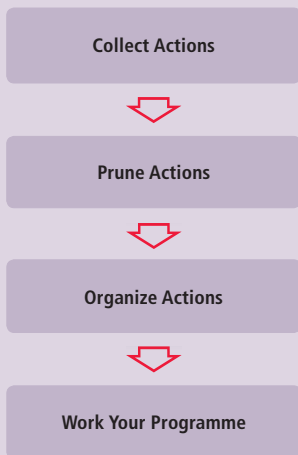 Collect Actions
Prune Actions
Organize Actions
Work Your Programme